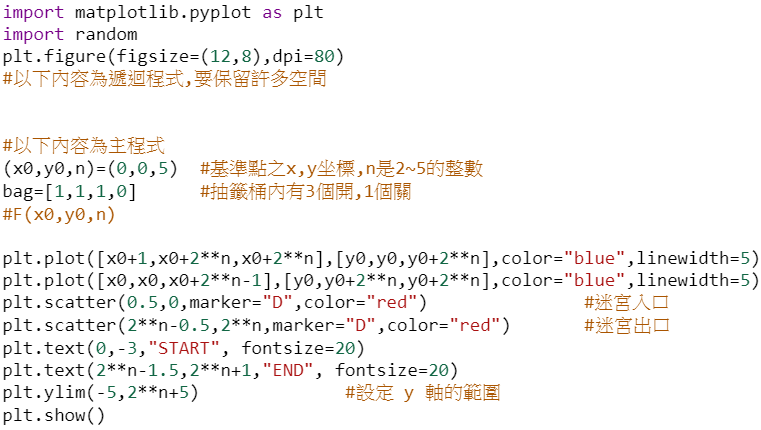 import matplotlib.pyplot as plt
import random
plt.figure(figsize=(12,8),dpi=80)
#以下內容為遞迴程式,要保留許多空間
#以下內容為主程式
(x0,y0,n)=(0,0,5)  #基準點之x,y坐標,n是2~5的整數
bag=[1,1,1,0]      #抽籤桶內有3個開,1個關
#F(x0,y0,n)
plt.plot([x0+1,x0+2**n,x0+2**n],[y0,y0,y0+2**n],color="blue",linewidth=5)
plt.plot([x0,x0,x0+2**n-1],[y0,y0+2**n,y0+2**n],color="blue",linewidth=5)
plt.scatter(0.5,0,marker="D",color="red")               #迷宮入口
plt.scatter(2**n-0.5,2**n,marker="D",color="red")       #迷宮出口
plt.text(0,-3,"START", fontsize=20)
plt.text(2**n-1.5,2**n+1,"END", fontsize=20)
plt.ylim(-5,2**n+5)              #設定 y 軸的範圍
plt.show()